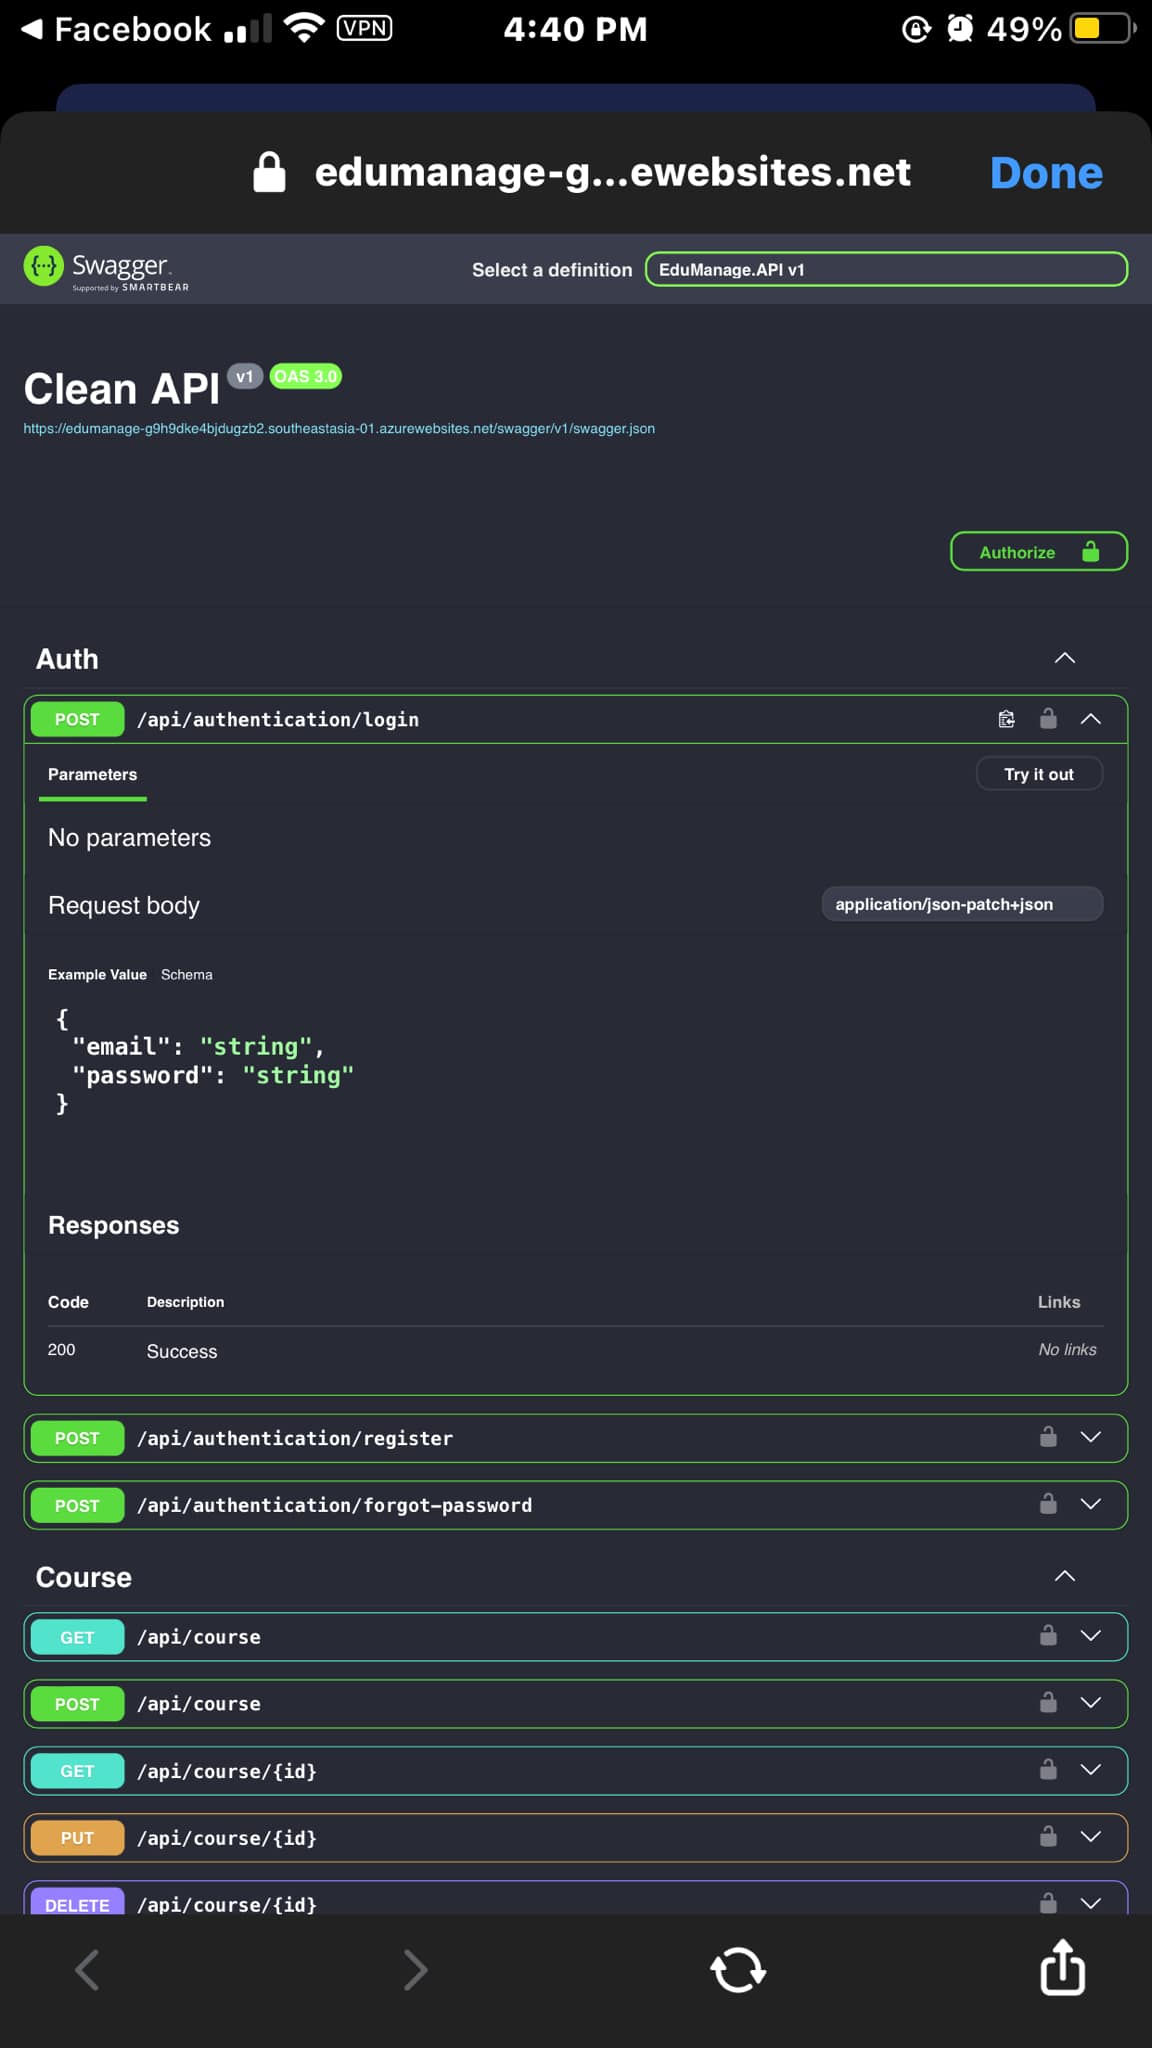 Facebook VPN 4:40 PM 49%
edumanage-g...ewebsites.net Done
Swagger
Supported by SMARTBEAR
Select a definition EduManage.API v1
Clean API v1 OAS 3.0
https://edumanage-g9h9dke4bjdugzb2.southeastasia-01.azurewebsites.net/swagger/v1/swagger.json
Authorize
Auth
POST /api/authentication/login
Parameters Try it out
No parameters
Request body application/json-patch+json
Example Value Schema
{
"email": "string",
"password": "string"
}
Responses
Code Description Links
200 Success No links
POST /api/authentication/register
POST /api/authentication/forgot-password
Course
GET /api/course
POST /api/course
GET /api/course/{id}
PUT /api/course/{id}
DELETE /api/course/{id}